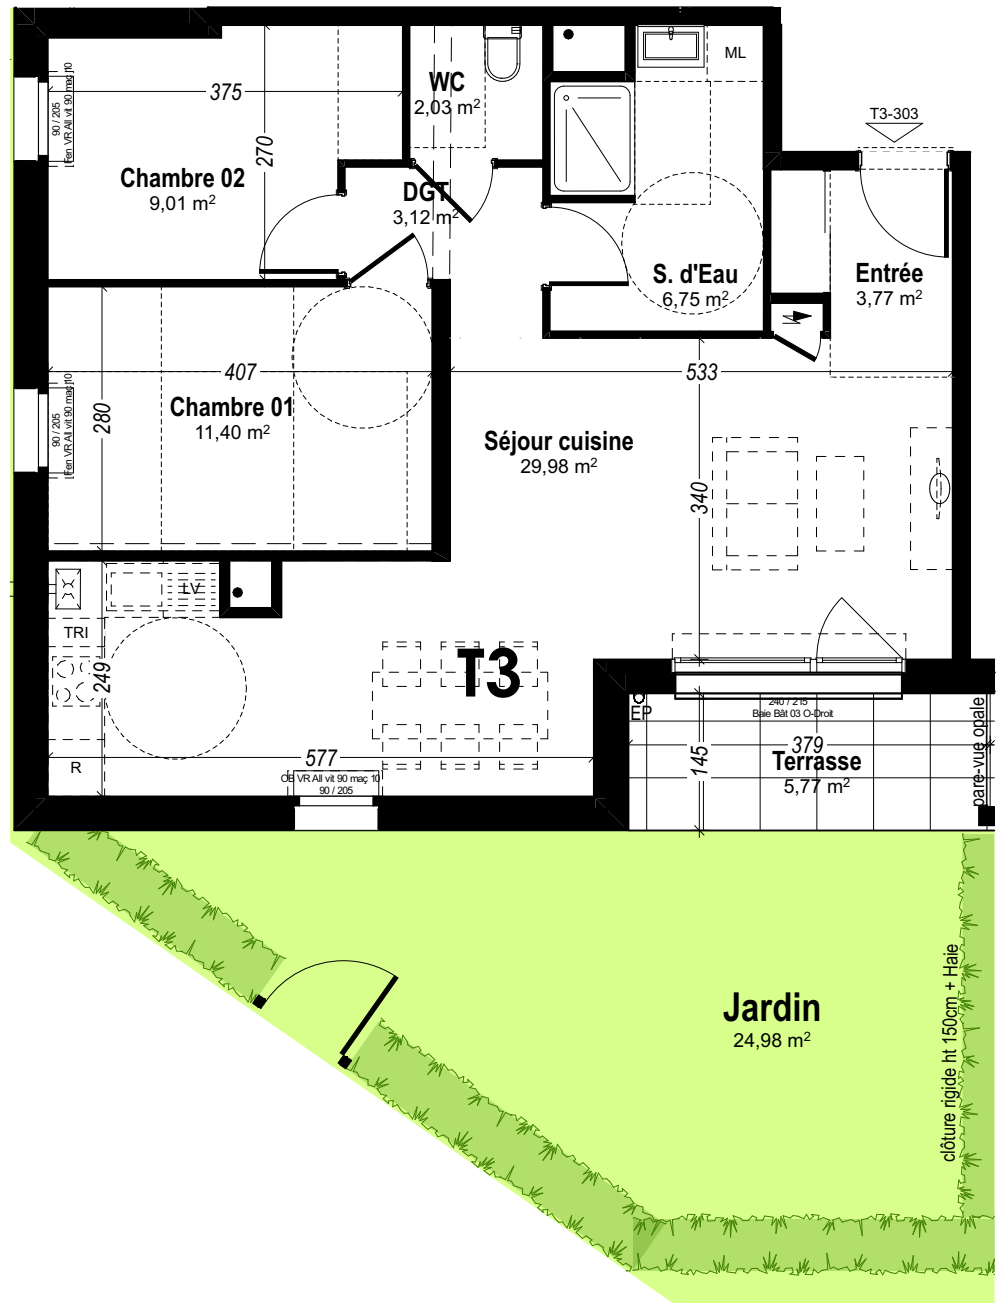 WC
2,03 m²
ML
T3-303
375
90 / 205
Fen VR All vit 90 maç 10
270
Chambre 02
9,01 m²
DGT
3,12 m²
S. d'Eau
6,75 m²
Entrée
3,77 m²
407
533
90 / 205
Fen VR All vit 90 maç 10
280
Chambre 01
11,40 m²
Séjour cuisine
29,98 m²
340
LV
TRI
249
T3
R
577
OB VR All vit 90 maç 10
90 / 205
EP
240 / 215
Baie Bât 03 O-Droit
145
379
Terrasse
5,77 m²
pare-vue opale
Jardin
24,98 m²
clôture rigide ht 150cm + Haie